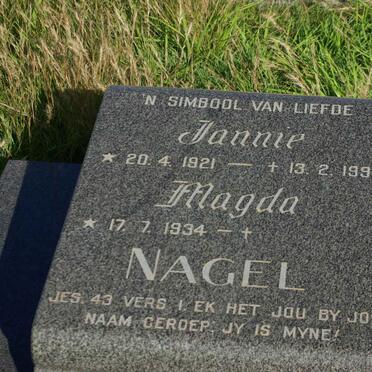 'N SIMBOOL VAN LIEFDE
Jannie
★ 20. 4. 1921 — † 13. 2. 199
Magda
★ 17. 7. 1934 — †
NAGEL
JES. 43 VERS 1, EK HET JOU BY JO
NAAM GEROEP, JY IS MYNE!